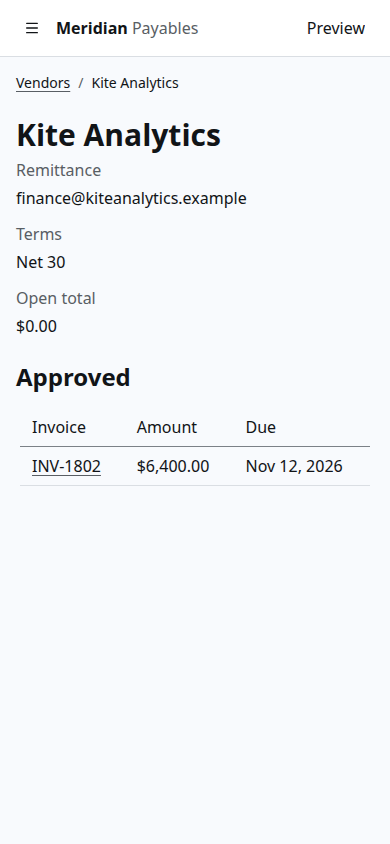 ☰ Meridian Payables Preview
Vendors / Kite Analytics
Kite Analytics
Remittance
finance@kiteanalytics.example
Terms
Net 30
Open total
$0.00
Approved
Invoice Amount Due
INV-1802 $6,400.00 Nov 12, 2026